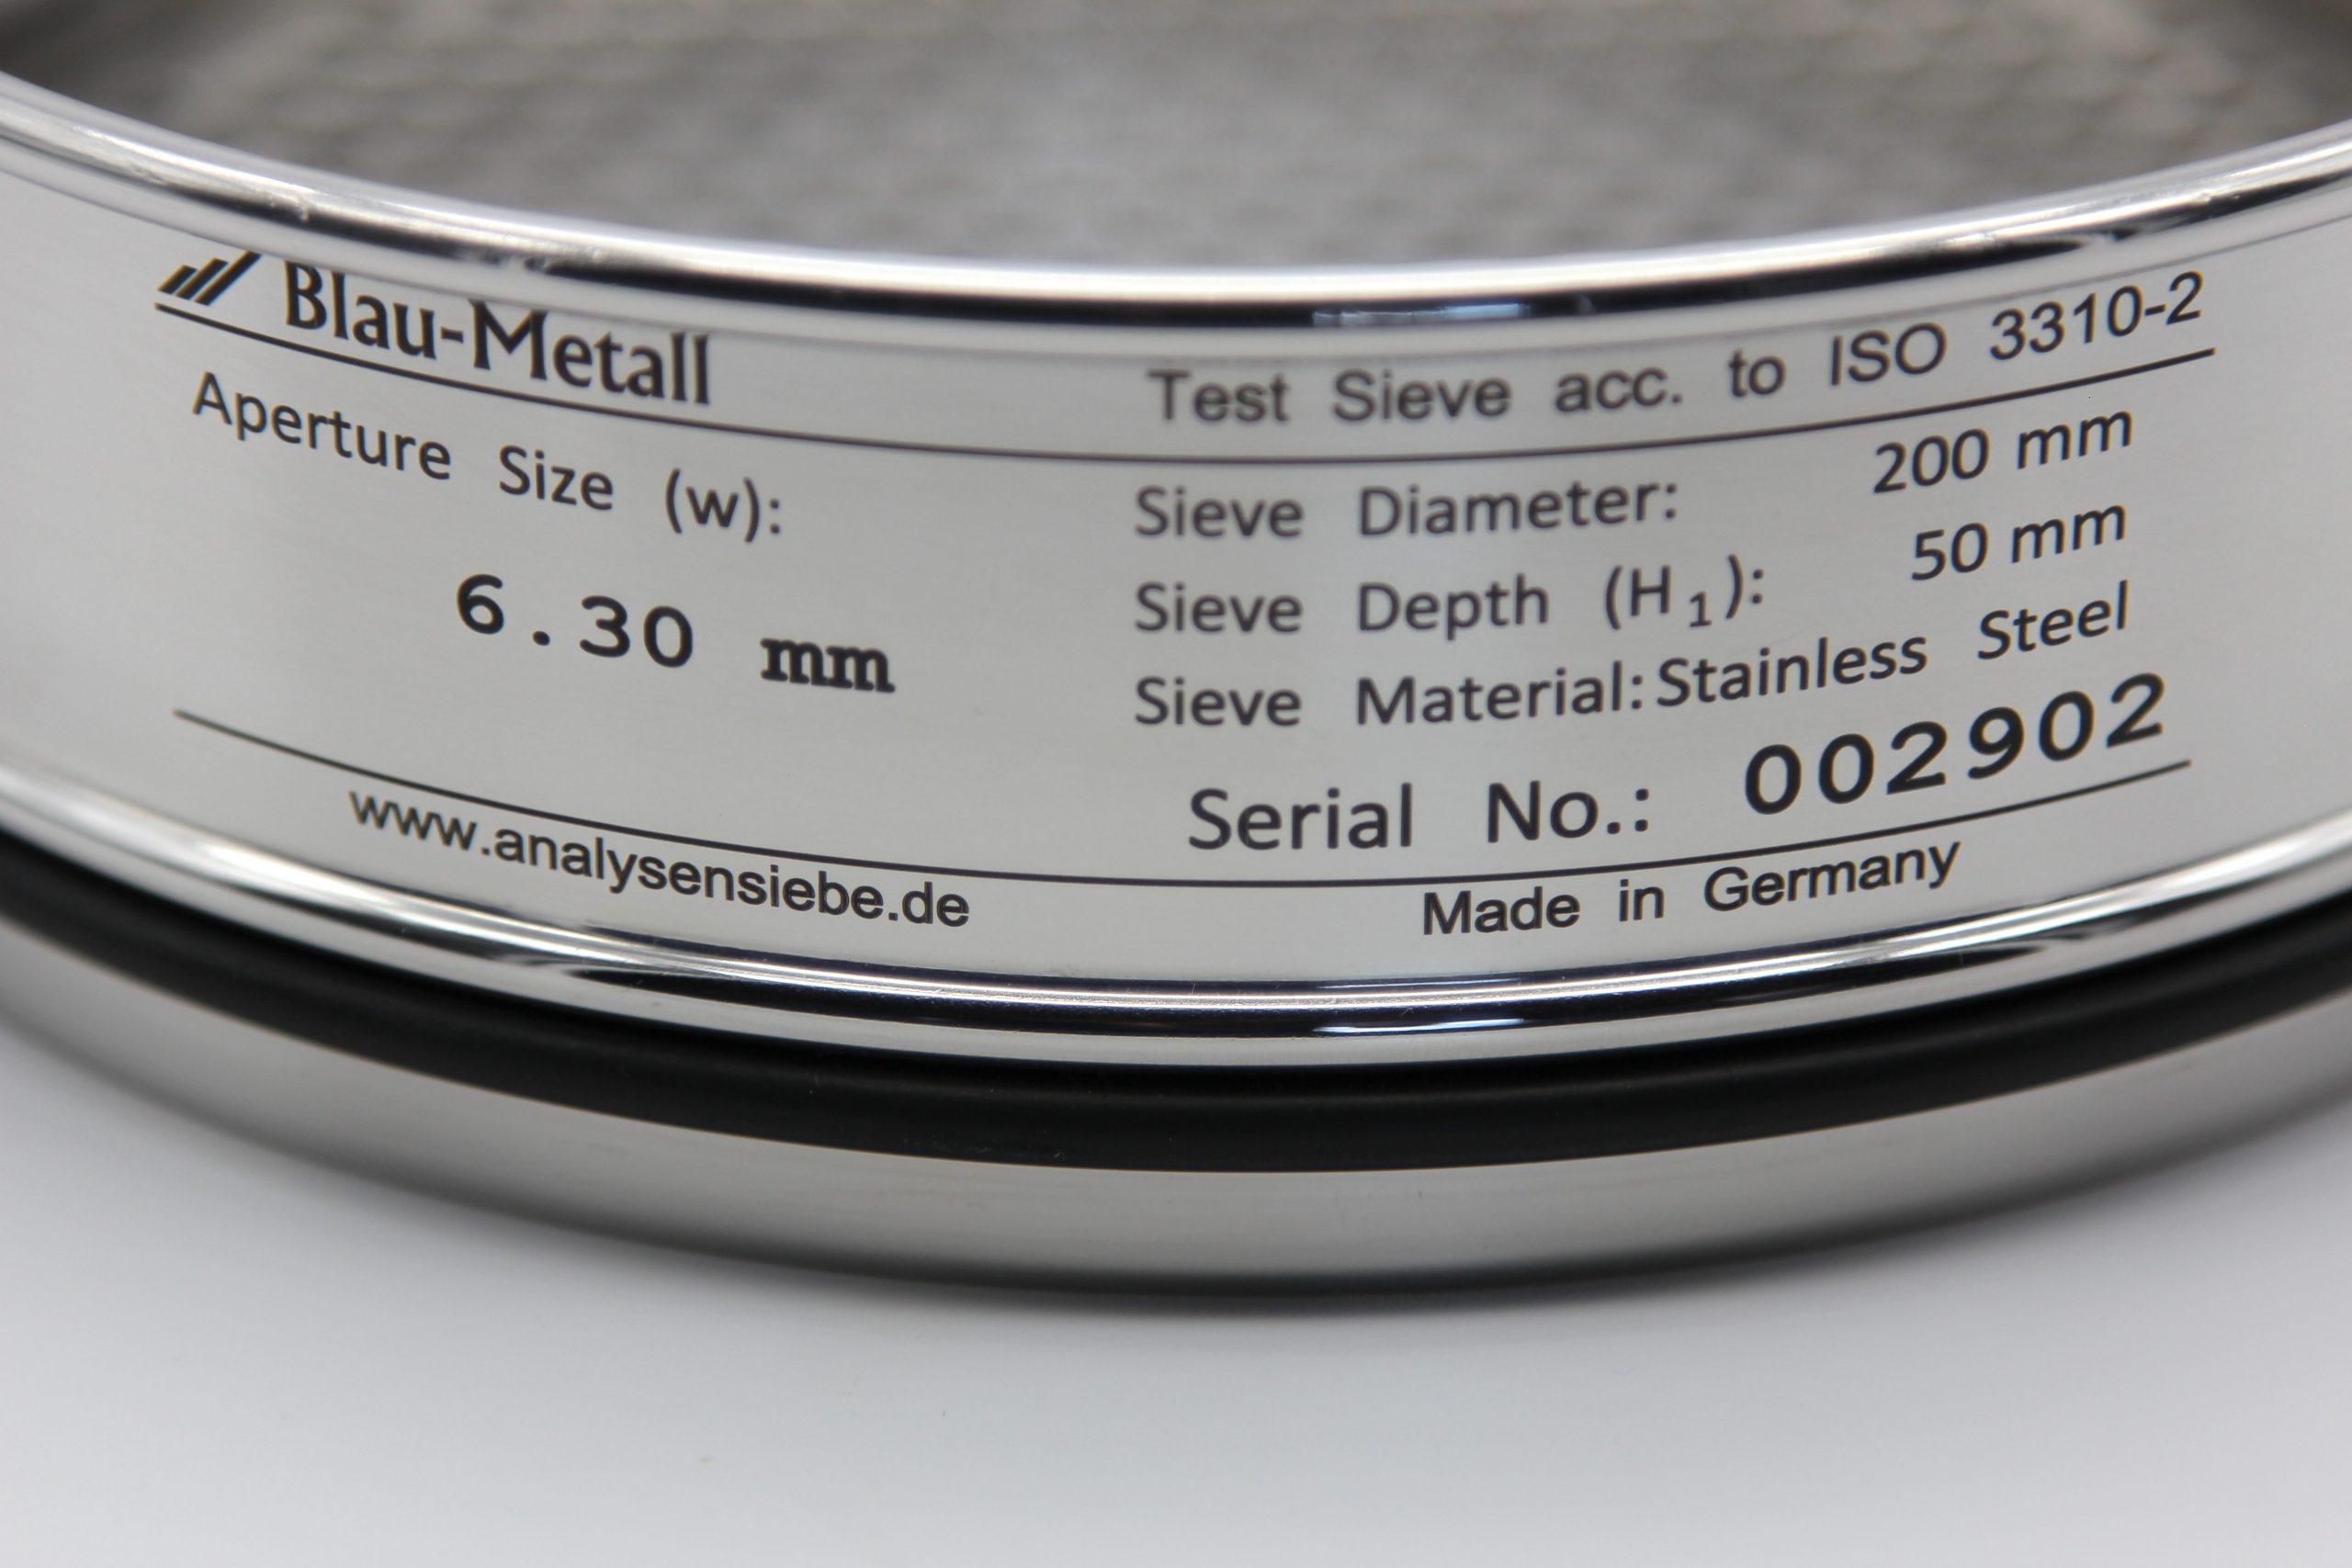 Blau-Metall
Test Sieve acc. to ISO 3310-2
Aperture Size (w):
6.30 mm
Sieve Diameter: 200 mm
Sieve Depth (H₁): 50 mm
Sieve Material: Stainless Steel
Serial No.: 002902
www.analysensiebe.de
Made in Germany